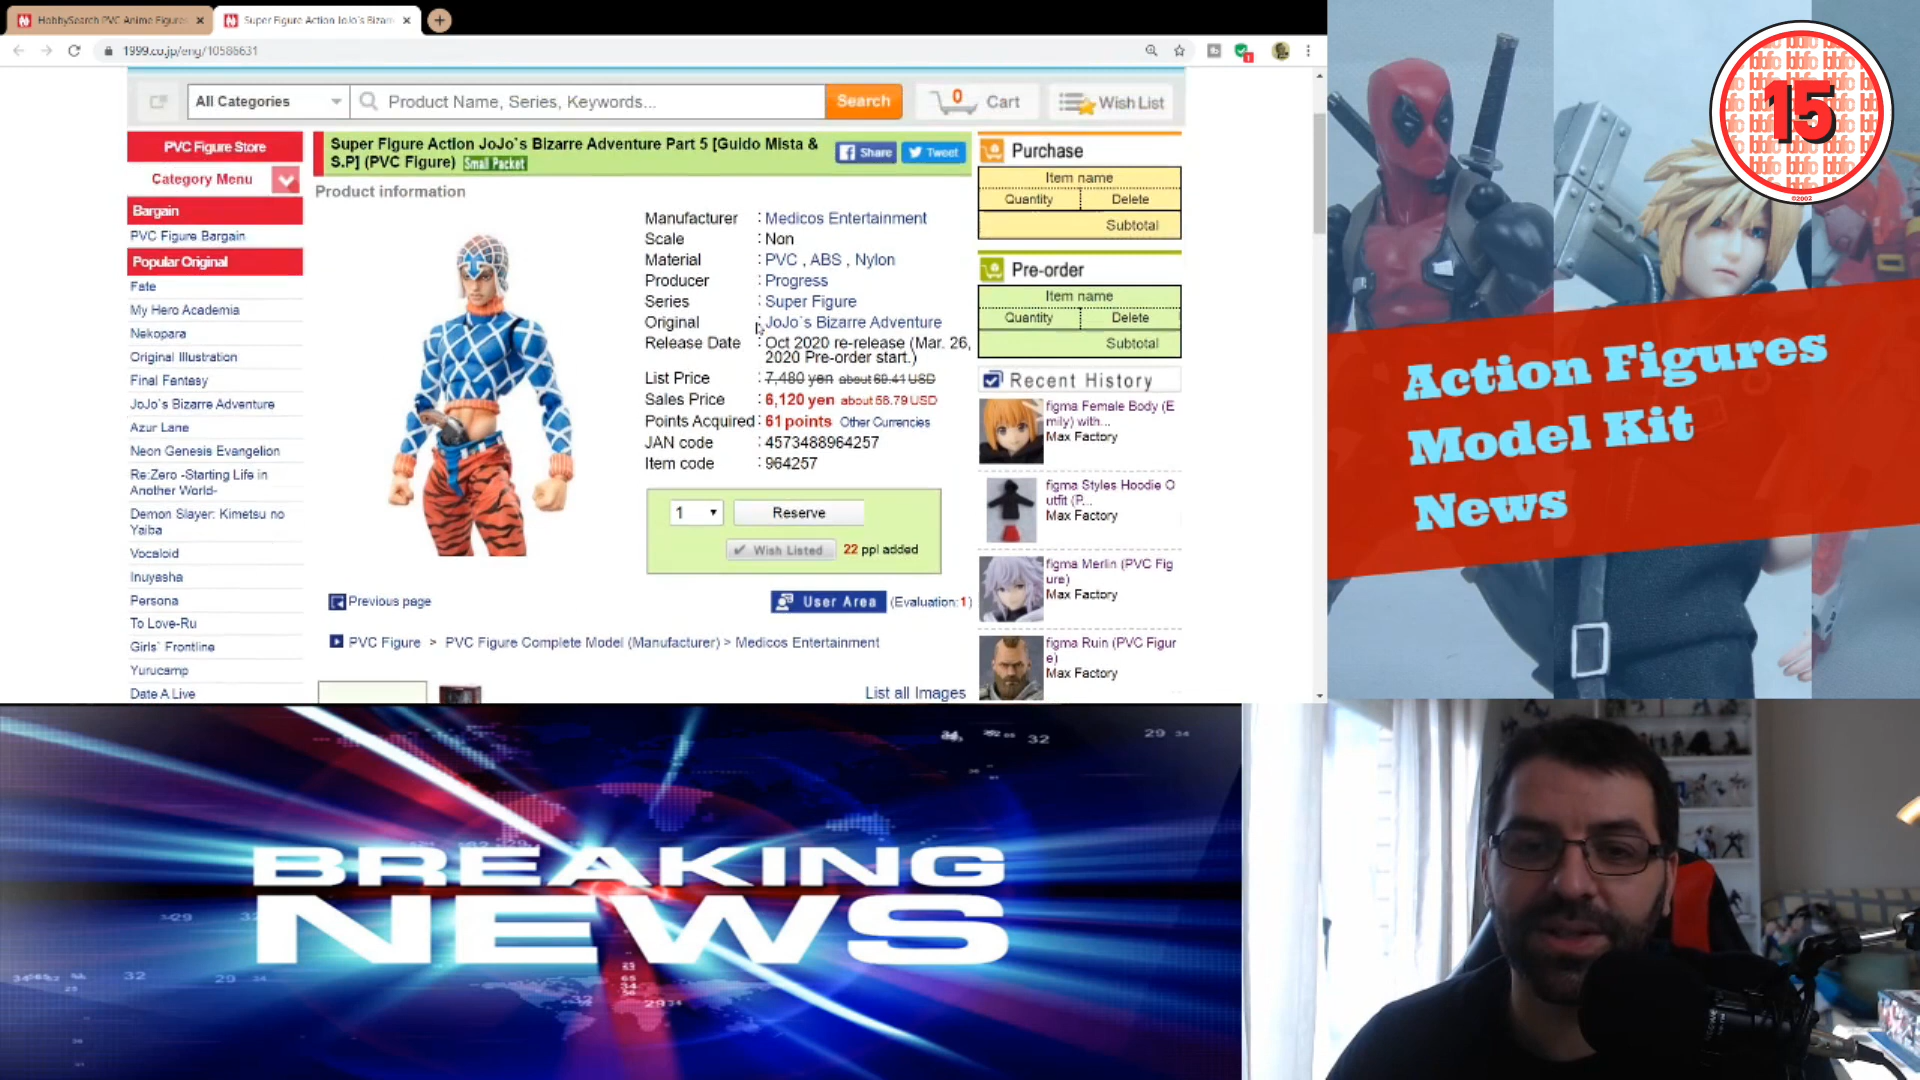 HobbySearch PVC Anime Figures
Super Figure Action JoJo's Bizarr
1999.co.jp/eng/10586631
All Categories
Product Name, Series, Keywords...
Search
0
Cart
Wish List
PVC Figure Store
Category Menu
Bargain
PVC Figure Bargain
Popular Original
Fate
My Hero Academia
Nekopara
Original Illustration
Final Fantasy
JoJo`s Bizarre Adventure
Azur Lane
Neon Genesis Evangelion
Re:Zero -Starting Life in
Another World-
Demon Slayer: Kimetsu no
Yaiba
Vocaloid
Inuyasha
Persona
To Love-Ru
Girls` Frontline
Yurucamp
Date A Live
Super Figure Action JoJo`s Bizarre Adventure Part 5 [Guido Mista &
S.P] (PVC Figure) Small Packet
Share
Tweet
Product information
Manufacturer : Medicos Entertainment
Scale : Non
Material : PVC , ABS , Nylon
Producer : Progress
Series : Super Figure
Original : JoJo`s Bizarre Adventure
Release Date : Oct 2020 re-release (Mar. 26,
2020 Pre-order start.)
List Price : 7,480 yen about 69.41 USD
Sales Price : 6,120 yen about 56.79 USD
Points Acquired : 61 points Other Currencies
JAN code : 4573488964257
Item code : 964257
1
Reserve
Wish Listed
22 ppl added
Previous page
User Area (Evaluation:1)
PVC Figure > PVC Figure Complete Model (Manufacturer) > Medicos Entertainment
List all Images
Purchase
Item name
Quantity
Delete
Subtotal
Pre-order
Item name
Quantity
Delete
Subtotal
Recent History
figma Female Body (E
mily) with...
Max Factory
figma Styles Hoodie O
utfit (P...
Max Factory
figma Merlin (PVC Fig
ure)
Max Factory
figma Ruin (PVC Figur
e)
Max Factory
15
bbfc
©2002
Action Figures
Model Kit
News
BREAKING
NEWS